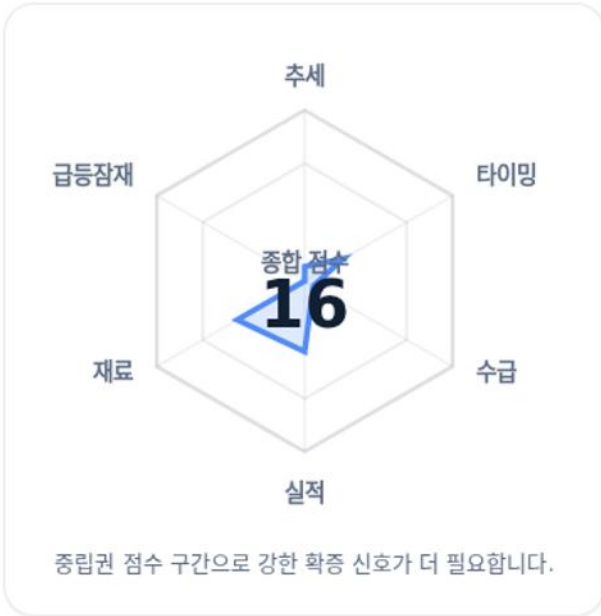 추세
급등잠재
타이밍
종합 점수
16
재료
수급
실적
중립권 점수 구간으로 강한 확증 신호가 더 필요합니다.